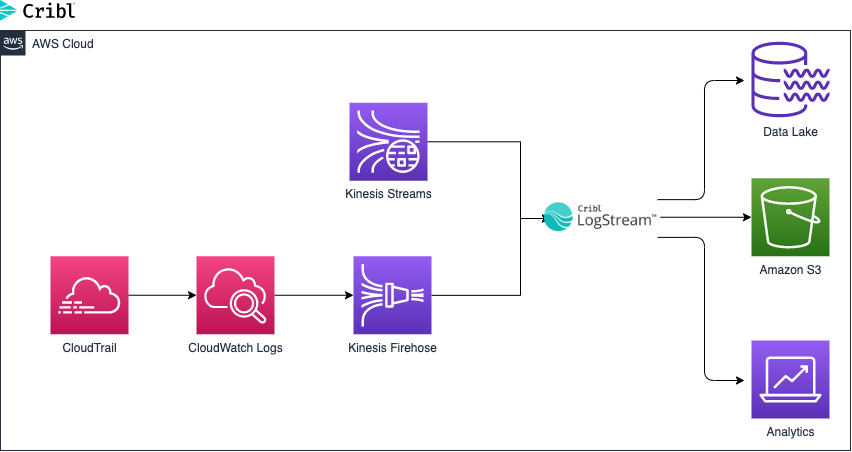 Cribl
aws
AWS Cloud
Data Lake
Kinesis Streams
Cribl
LogStream™
Amazon S3
CloudTrail
CloudWatch Logs
Kinesis Firehose
Analytics